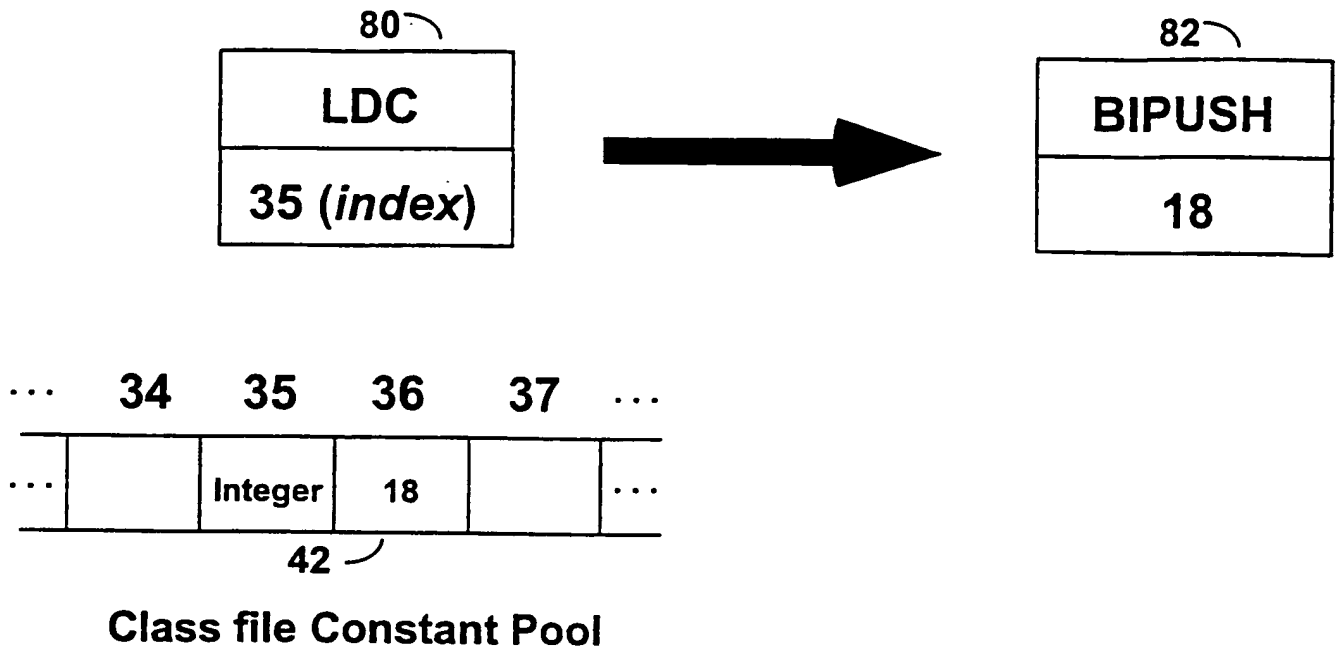 80
LDC
35 (index)
82
BIPUSH
18
... 34 35 36 37 ...
... Integer 18 ...
42
Class file Constant Pool